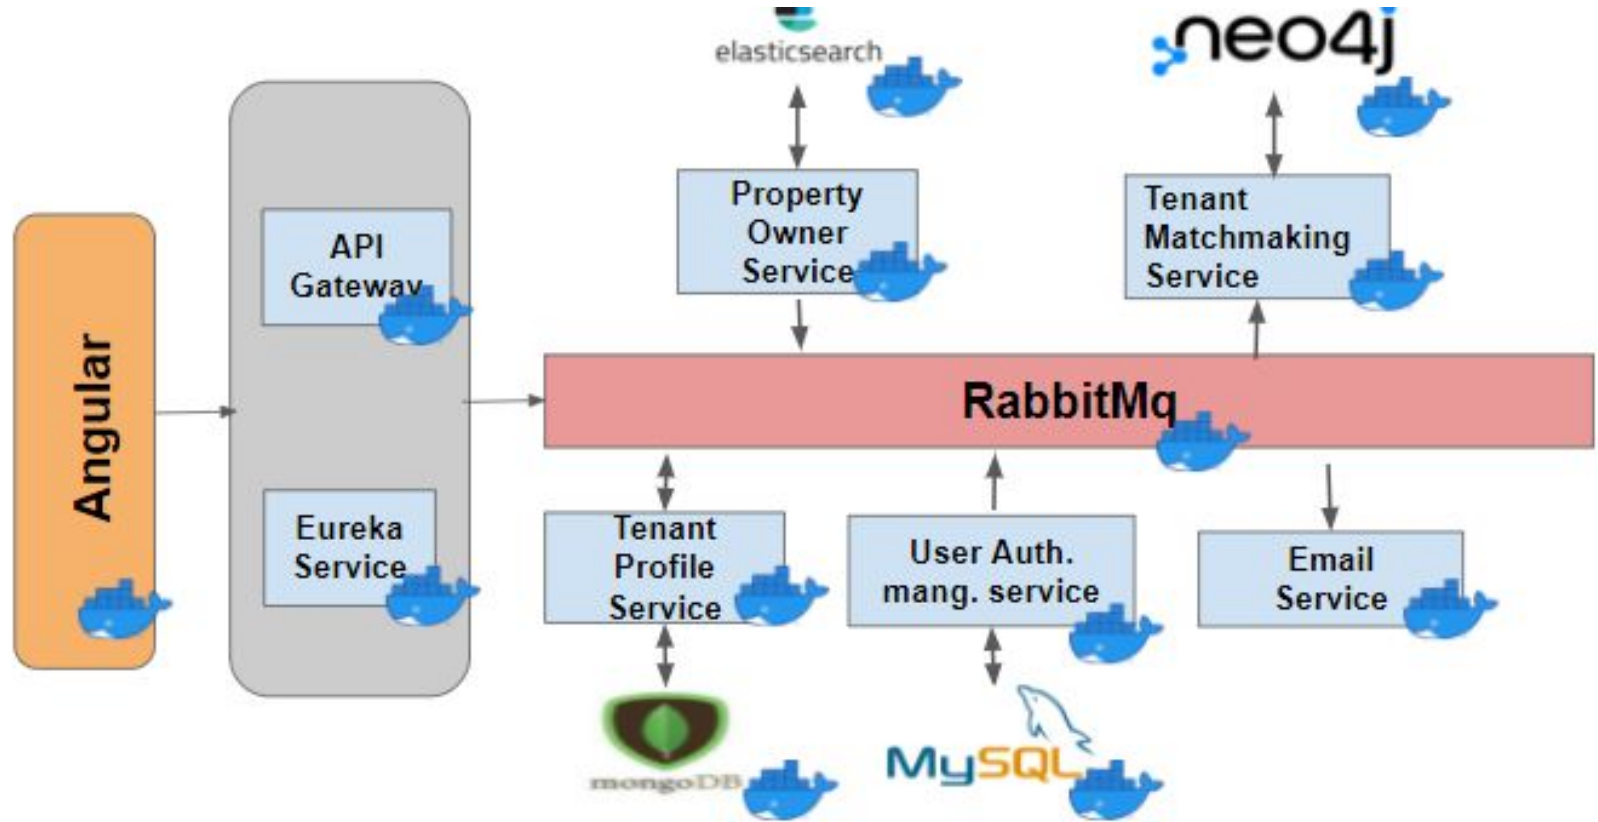 elasticsearch
neo4j
Property
Owner
Service
Tenant
Matchmaking
Service
API
Gateway
Angular
RabbitMq
Eureka
Service
Tenant
Profile
Service
User Auth.
mang. service
Email
Service
mongoDB
MySQL